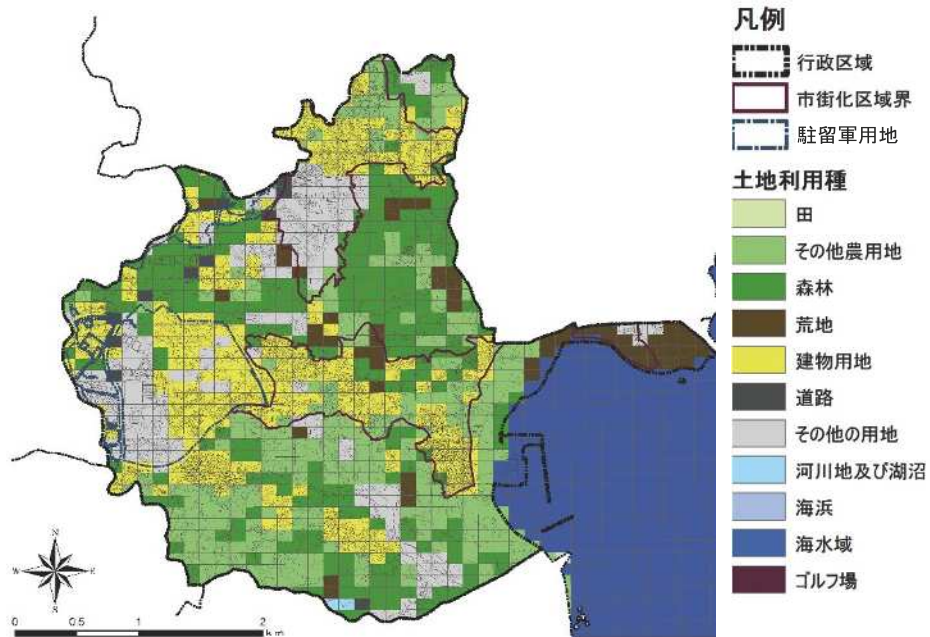 凡例
行政区域
市街化区域界
駐留軍用地
土地利用種
田
その他農用地
森林
荒地
建物用地
道路
その他の用地
河川地及び湖沼
海浜
海水域
ゴルフ場
N
W E
S
0 0.5 1 2
km